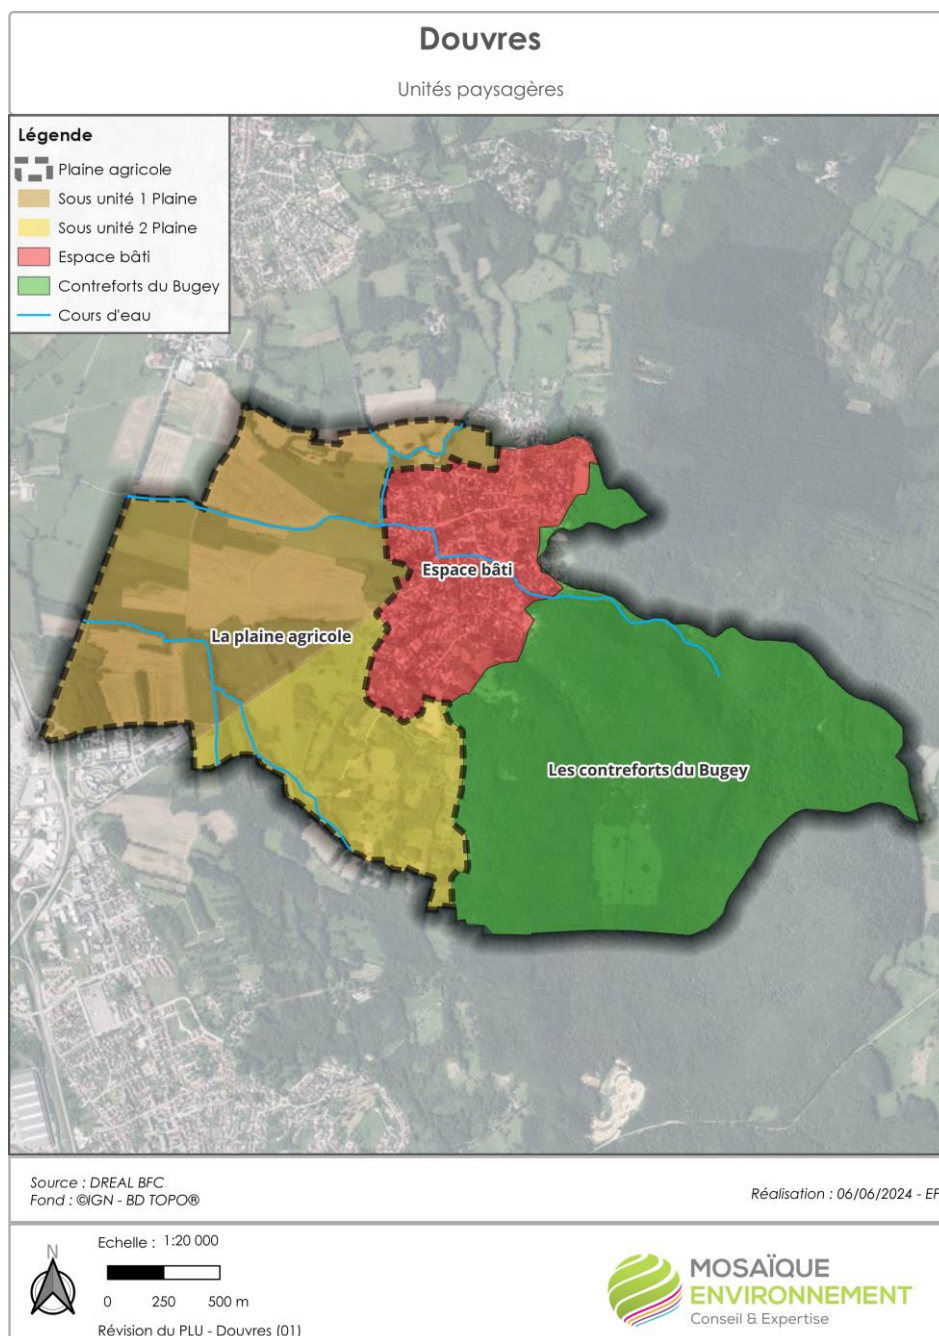 Douvres
Unités paysagères
Légende
Plaine agricole
Sous unité 1 Plaine
Sous unité 2 Plaine
Espace bâti
Contreforts du Bugey
Cours d'eau
Espace bâti
La plaine agricole
Les contreforts du Bugey
Source : DREAL BFC
Fond : ©IGN - BD TOPO®
Réalisation : 06/06/2024 - EF
N
Echelle : 1:20 000
0 250 500 m
Révision du PLU - Douvres (01)
MOSAÏQUE
ENVIRONNEMENT
Conseil & Expertise